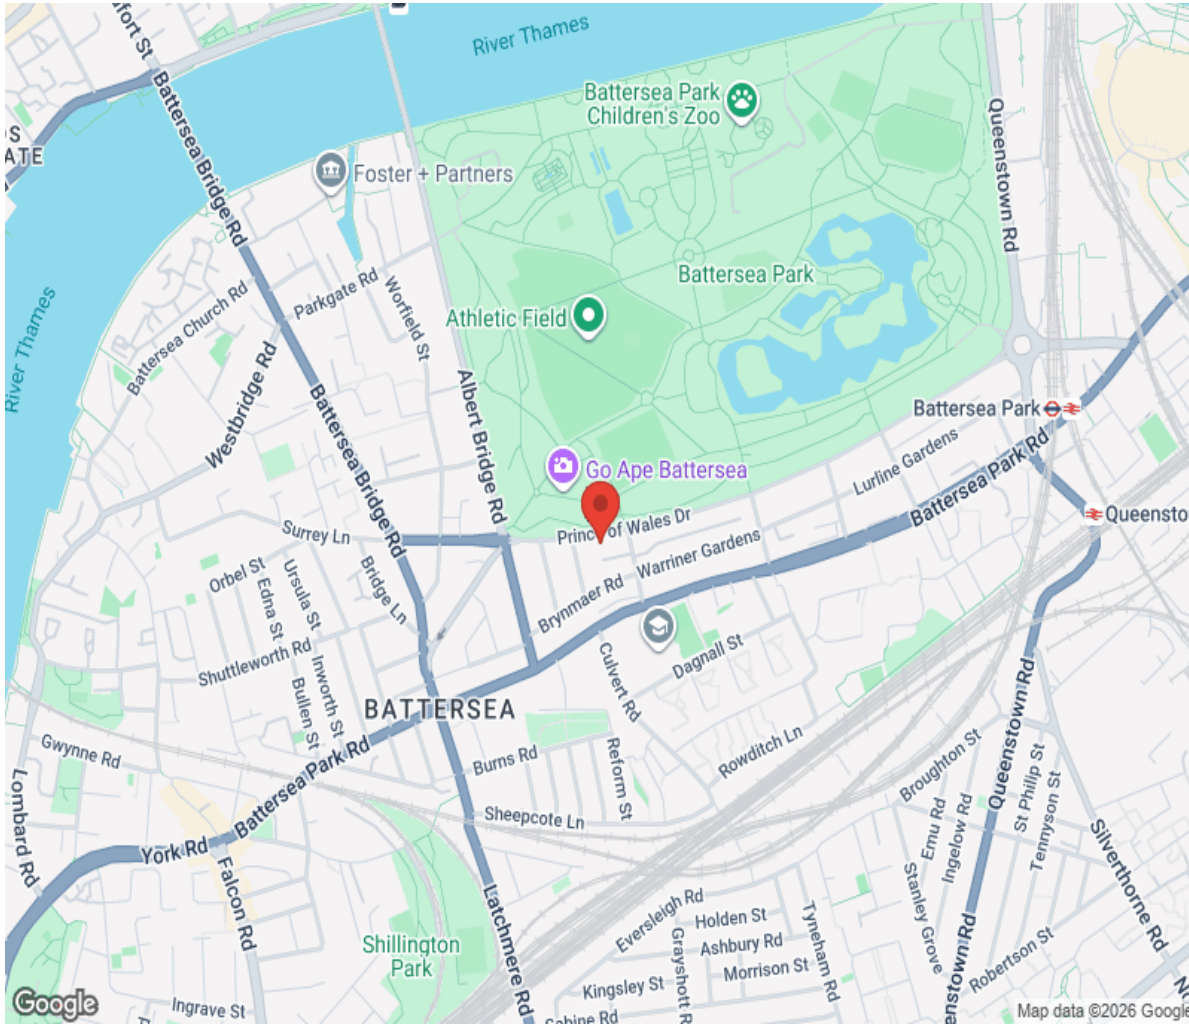 River Thames
Battersea Park
Children's Zoo
Battersea Bridge Rd
Queenstown Rd
Foster + Partners
Battersea Park
Parkgate Rd
Worfield St
Battersea Church Rd
River Thames
Athletic Field
Westbridge Rd
Albert Bridge Rd
Battersea Bridge Rd
Battersea Park
Lurline Gardens
Battersea Park Rd
Go Ape Battersea
Prince of Wales Dr
Surrey Ln
Warriner Gardens
Orbel St
Ursula St
Edna St
Bridge Ln
Brynmaer Rd
Shuttleworth Rd
Inworth St
Bullen St
Culvert Rd
Dagnall St
BATTERSEA
Gwynne Rd
Battersea Park Rd
Burns Rd
Reform St
Rowditch Ln
Queenstown Rd
Broughton St
St Philip St
Tennyson St
Lombard Rd
Sheepcote Ln
York Rd
Falcon Rd
Emu Rd
Ingelow Rd
Silverthorne Rd
Latchmere Rd
Stanley Grove
Eversleigh Rd
Holden St
Tyneham Rd
Ashbury Rd
Morrison St
Robertson St
Shillington
Park
Kingsley St
Ingrave St
Google
Map data ©2026 Google